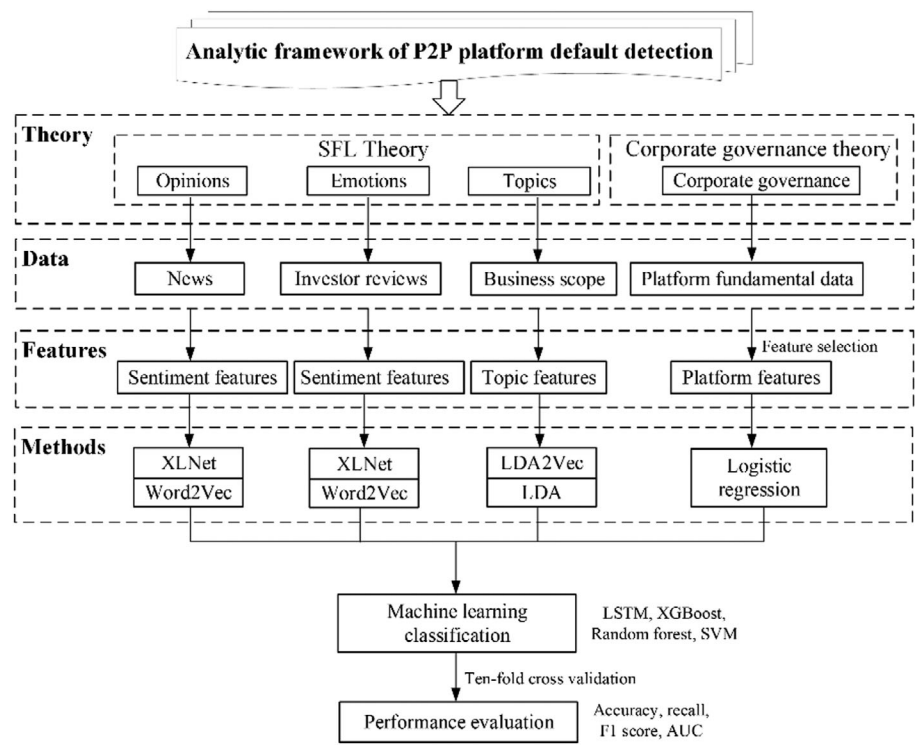 Analytic framework of P2P platform default detection
Theory
SFL Theory
Corporate governance theory
Opinions
Emotions
Topics
Corporate governance
Data
News
Investor reviews
Business scope
Platform fundamental data
Features
Feature selection
Sentiment features
Sentiment features
Topic features
Platform features
Methods
XLNet
Word2Vec
XLNet
Word2Vec
LDA2Vec
LDA
Logistic
regression
Machine learning
classification
LSTM, XGBoost,
Random forest, SVM
Ten-fold cross validation
Performance evaluation
Accuracy, recall,
F1 score, AUC